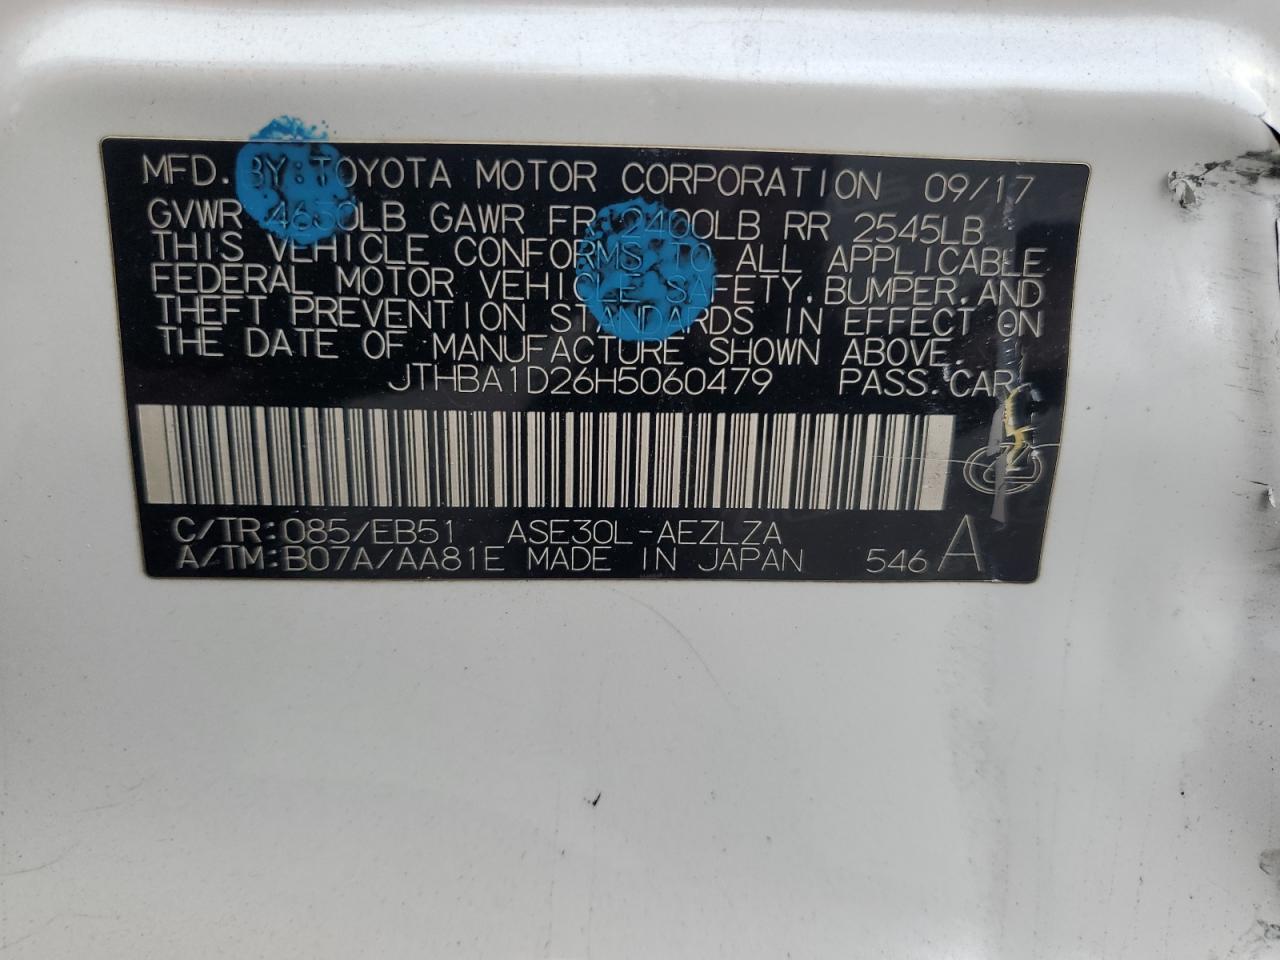 MFD. BY:TOYOTA MOTOR CORPORATION 09/17
GVWR 4650LB GAWR FR 2400LB RR 2545LB
THIS VEHICLE CONFORMS TO ALL APPLICABLE
FEDERAL MOTOR VEHICLE SAFETY,BUMPER,AND
THEFT PREVENTION STANDARDS IN EFFECT ON
THE DATE OF MANUFACTURE SHOWN ABOVE.
JTHBA1D26H5060479 PASS.CAR
C/TR:085/EB51 ASE30L-AEZLZA
A/TM:B07A/AA81E MADE IN JAPAN 546 A